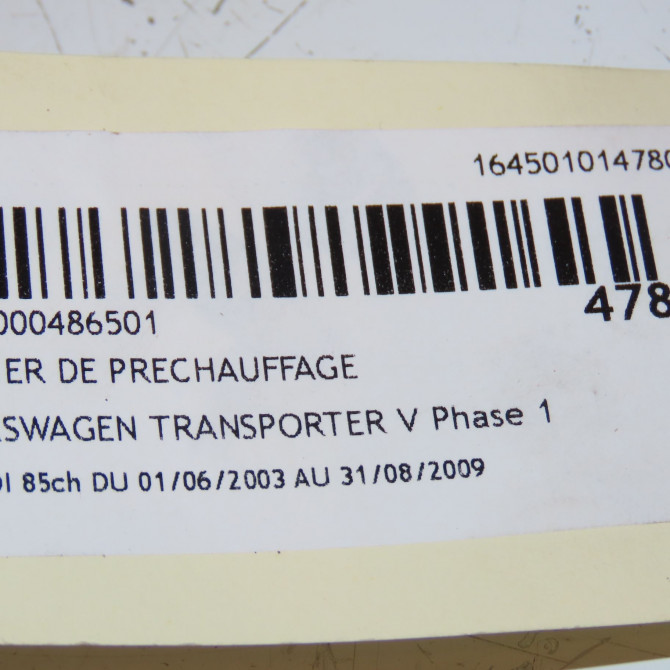 164501014780
478
000486501
ER DE PRECHAUFFAGE
SWAGEN TRANSPORTER V Phase 1
DI 85ch DU 01/06/2003 AU 31/08/2009